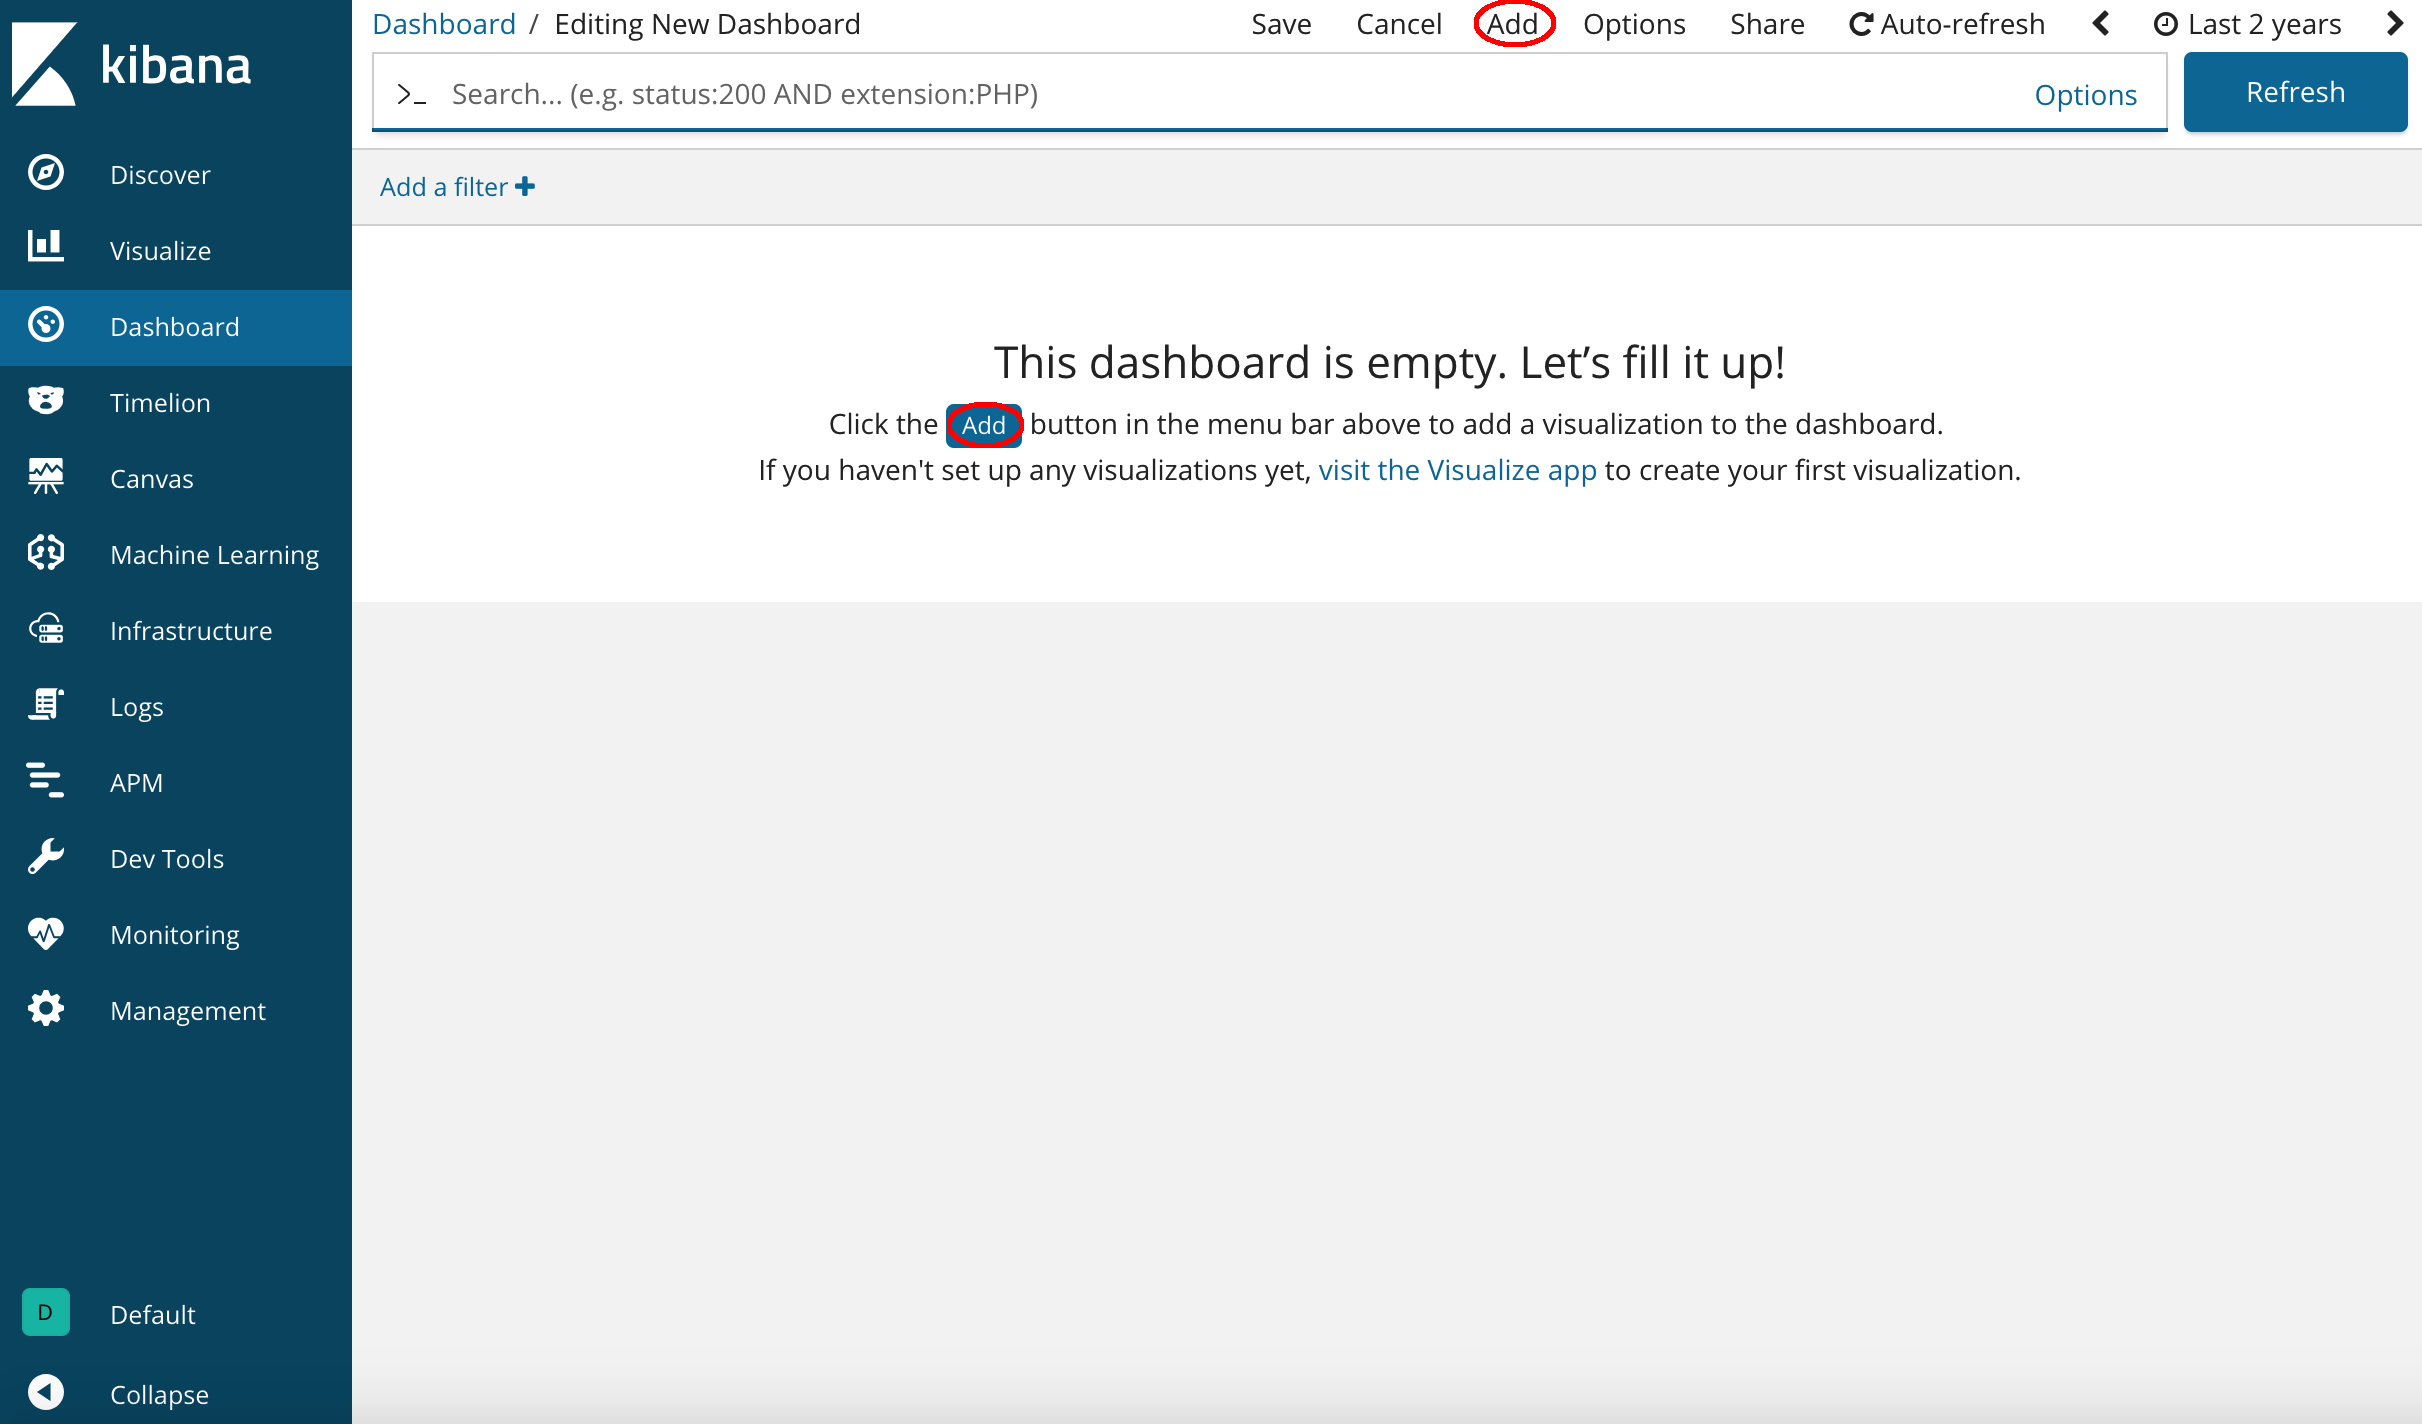 kibana
Discover
Visualize
Dashboard
Timelion
Canvas
Machine Learning
Infrastructure
Logs
APM
Dev Tools
Monitoring
Management
D Default
Collapse
Dashboard / Editing New Dashboard Save Cancel Add Options Share Auto-refresh Last 2 years
>_ Search... (e.g. status:200 AND extension:PHP) Options Refresh
Add a filter +
This dashboard is empty. Let’s fill it up!
Click the Add button in the menu bar above to add a visualization to the dashboard.
If you haven't set up any visualizations yet, visit the Visualize app to create your first visualization.